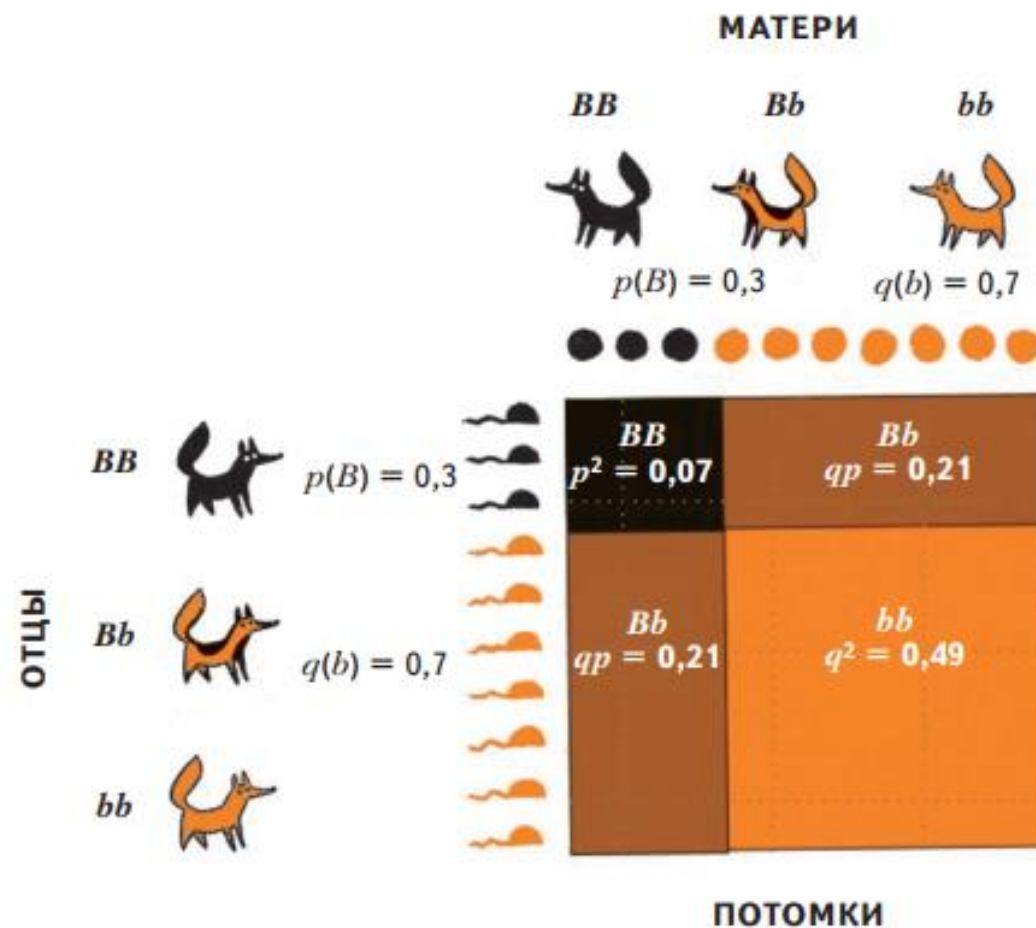 МАТЕРИ
BB Bb bb
p(B) = 0,3 q(b) = 0,7
BB p(B) = 0,3
BB
p² = 0,07
Bb
qp = 0,21
ОТЦЫ
Bb q(b) = 0,7
Bb
qp = 0,21
bb
q² = 0,49
bb
ПОТОМКИ